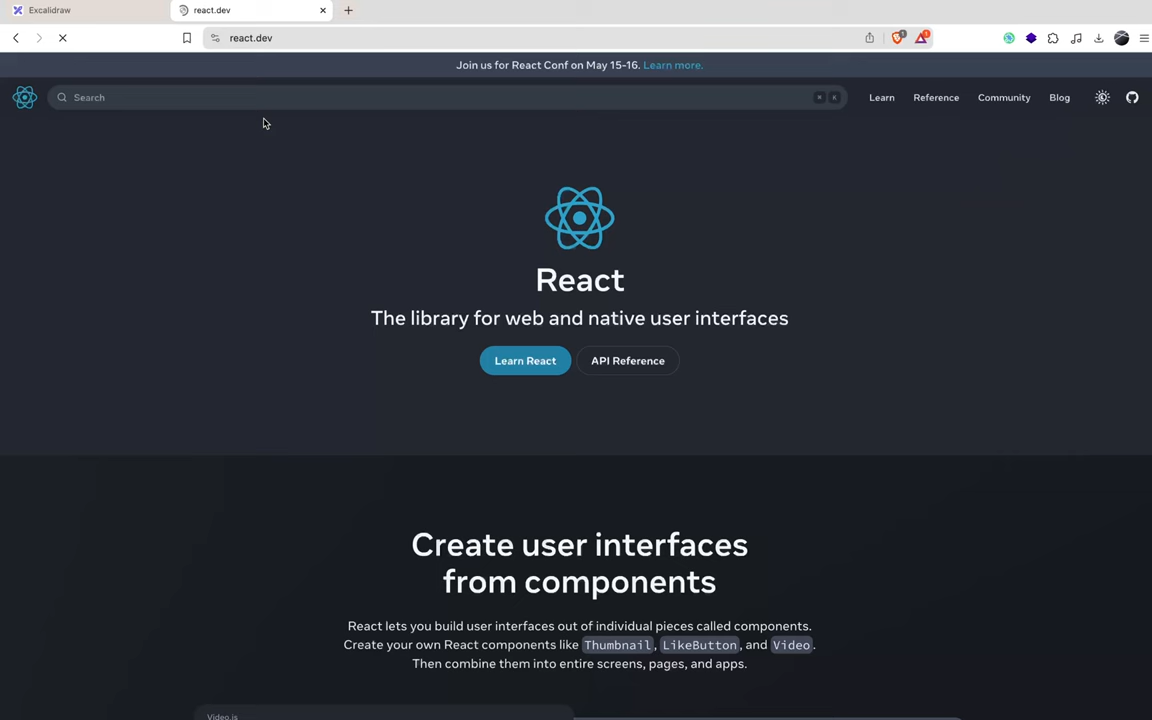 Excalidraw
react.dev
react.dev
1
1
Join us for React Conf on May 15-16. Learn more.
Search
⌘ K
Learn
Reference
Community
Blog
React
The library for web and native user interfaces
Learn React
API Reference
Create user interfaces
from components
React lets you build user interfaces out of individual pieces called components.
Create your own React components like Thumbnail, LikeButton, and Video.
Then combine them into entire screens, pages, and apps.
Video.js